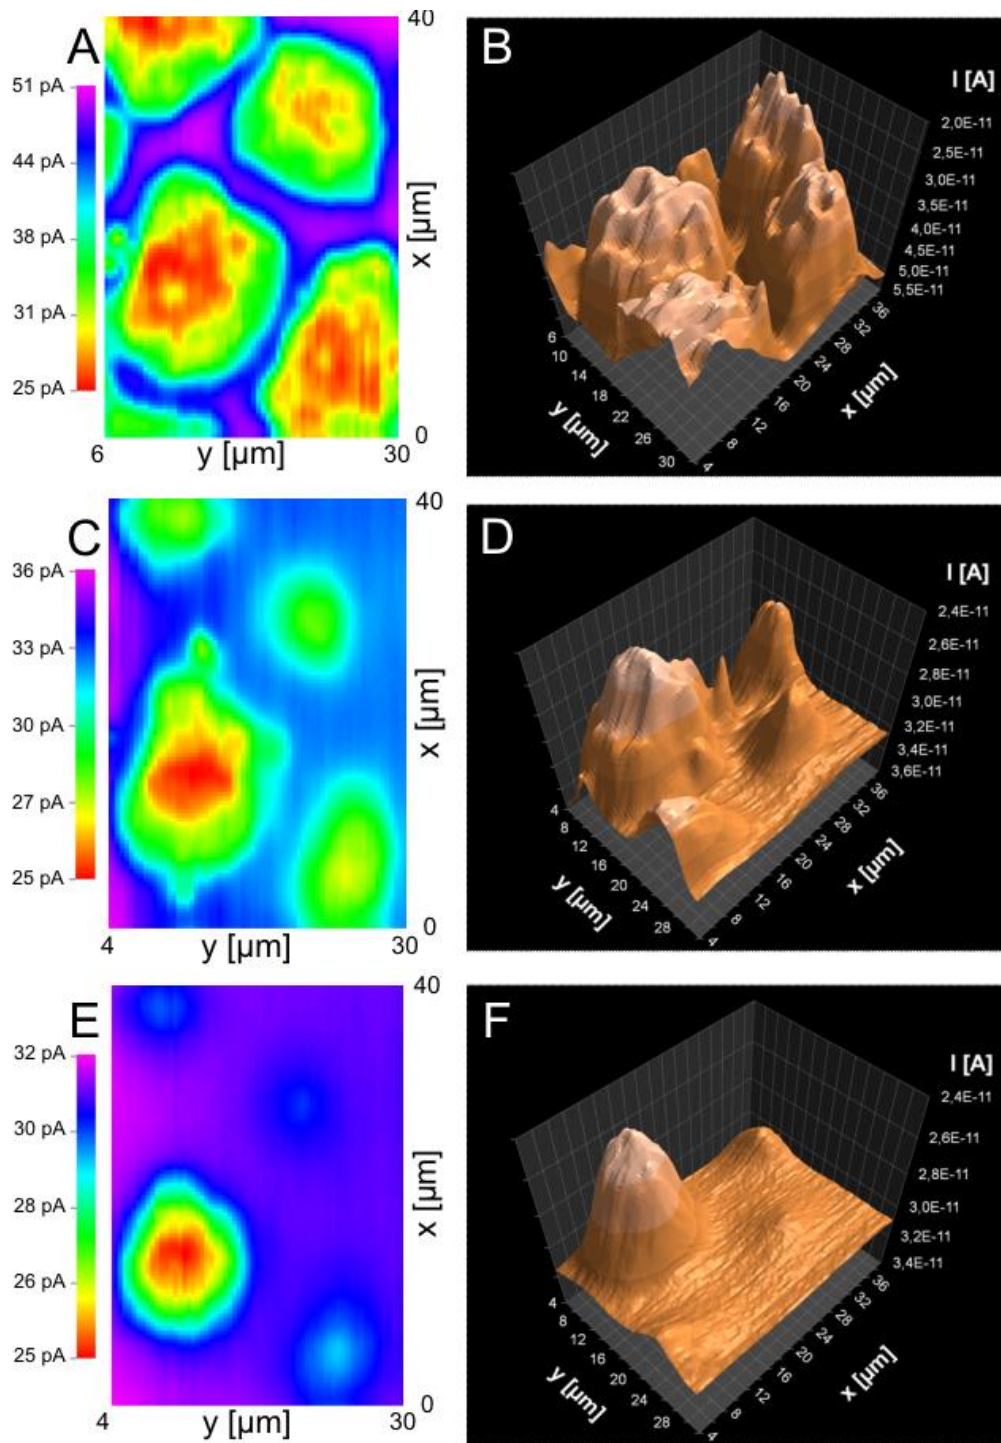 A
40
51 pA
44 pA
38 pA
31 pA
25 pA
x [µm]
0
6
y [µm]
30
B
I [A]
2,0E-11
2,5E-11
3,0E-11
3,5E-11
4,0E-11
4,5E-11
5,0E-11
5,5E-11
6
10
14
18
22
26
30
y [µm]
4
8
12
16
20
24
28
32
36
x [µm]
C
40
36 pA
33 pA
30 pA
27 pA
25 pA
x [µm]
0
4
y [µm]
30
D
I [A]
2,4E-11
2,6E-11
2,8E-11
3,0E-11
3,2E-11
3,4E-11
3,6E-11
4
8
12
16
20
24
28
y [µm]
4
8
12
16
20
24
28
32
36
x [µm]
E
40
32 pA
30 pA
28 pA
26 pA
25 pA
x [µm]
0
4
y [µm]
30
F
I [A]
2,4E-11
2,6E-11
2,8E-11
3,0E-11
3,2E-11
3,4E-11
4
8
12
16
20
24
28
y [µm]
4
8
12
16
20
24
28
32
36
x [µm]